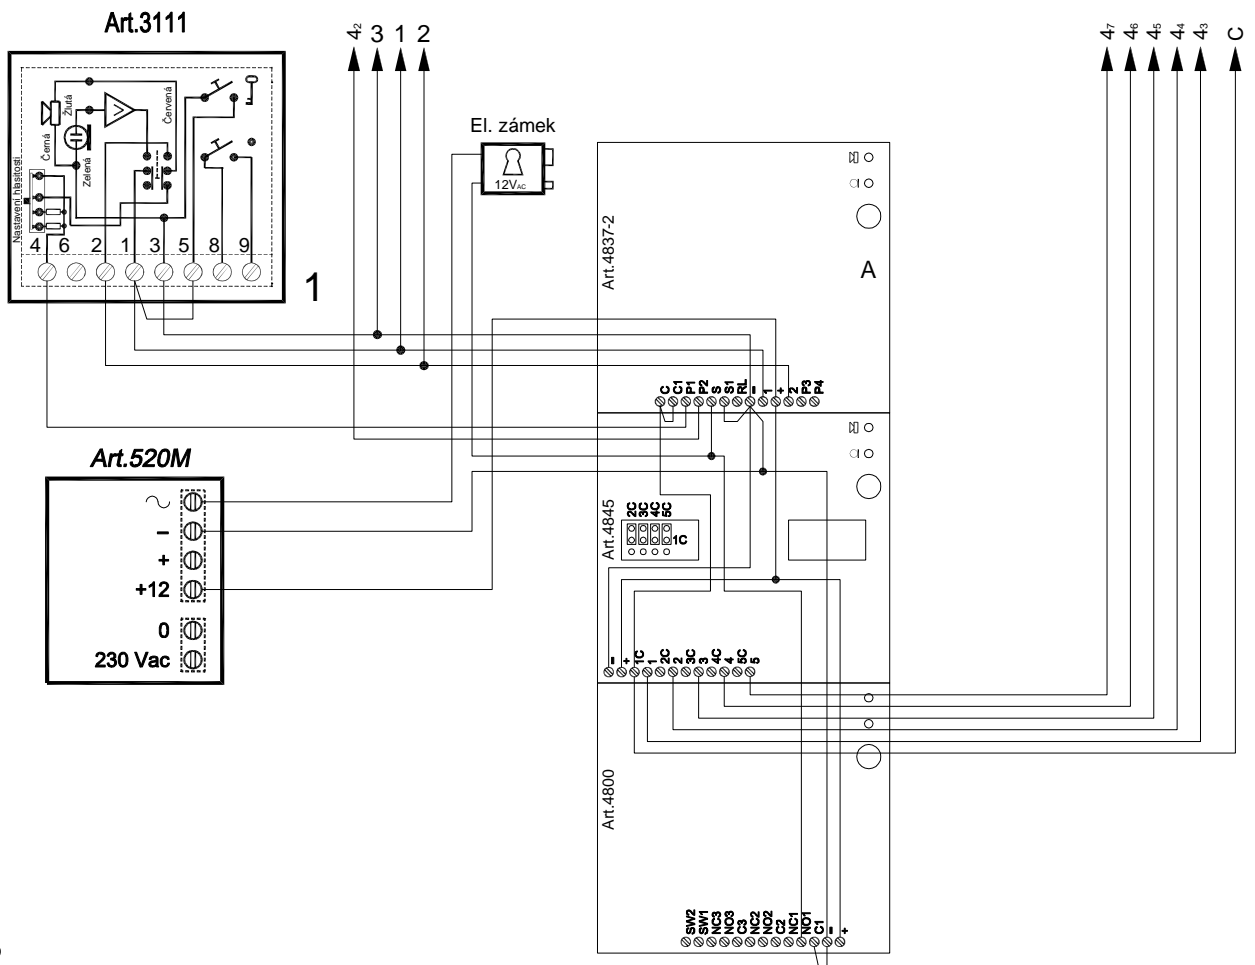 Art.3111
42 3 1 2
47 46 45 44 43 C
Nastavení hlasitosti
Černá
Žlutá
Zelená
Červená
4 6 2 1 3 5 8 9
1
El. zámek
12VAC
Art.4837-2
A
C C1 P1 P2 S S1 RL – 1 + 2 P3 P4
Art.520M
–
+
+12
0
230 Vac
Art.4845
2C 3C 4C 5C
1C
– + 1C 1 2C 2 3C 3 4C 4 5C 5
Art.4800
SW2 SW1 NC3 NO3 C3 NC2 NO2 C2 NC1 NO1 C1 – +